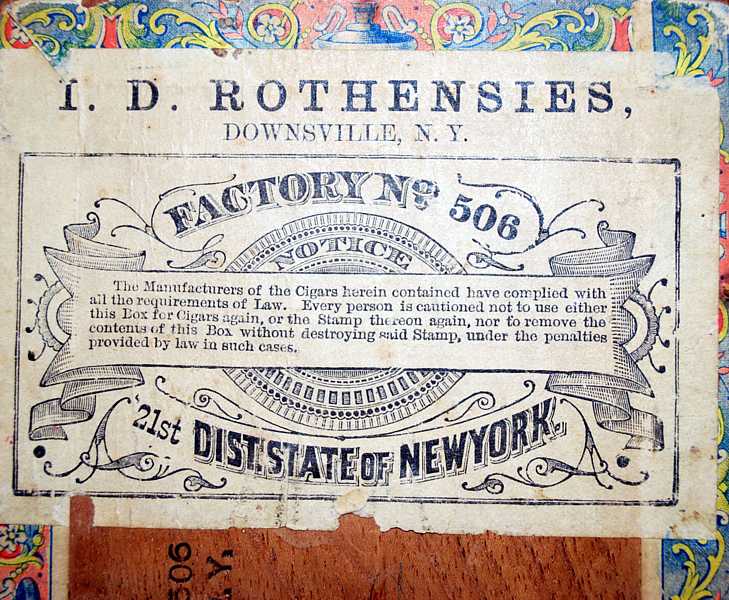 I. D. ROTHENSIES,
DOWNSVILLE, N. Y.
FACTORY No. 506
NOTICE
The Manufacturers of the Cigars herein contained have complied with
all the requirements of Law. Every person is cautioned not to use either
this Box for Cigars again, or the Stamp thereon again, nor to remove the
contents of this Box without destroying said Stamp, under the penalties
provided by law in such cases.
21st DIST. STATE OF NEW YORK.
506
Y.